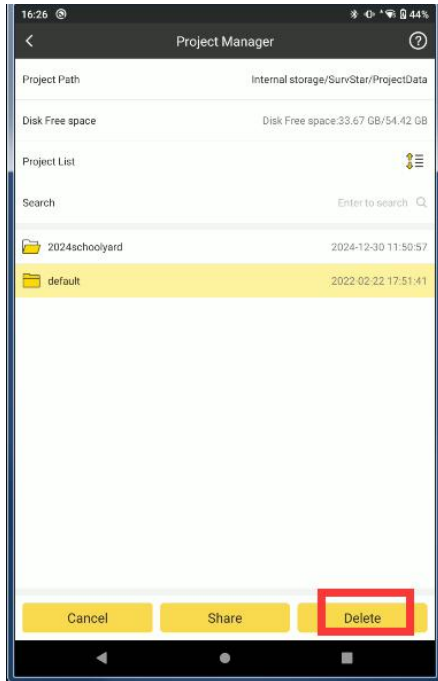 16:26 44%
Project Manager
Project Path Internal storage/SurvStar/ProjectData
Disk Free space Disk Free space:33.67 GB/54.42 GB
Project List
Search Enter to search
2024schoolyard 2024-12-30 11:50:57
default 2022-02-22 17:51:41
Cancel Share Delete